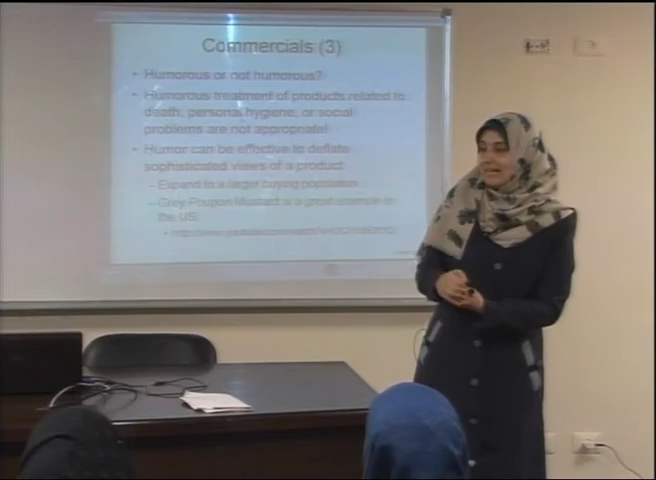 Commercials (3)
• Humorous or not humorous?
• Humorous treatment of products related to
death, personal hygiene, or social
problems are not appropriate!
• Humor can be effective to deflate
sophisticated views of a product:
– Expand to a larger buying population
– Grey Poupon Mustard is a great example in
the US: